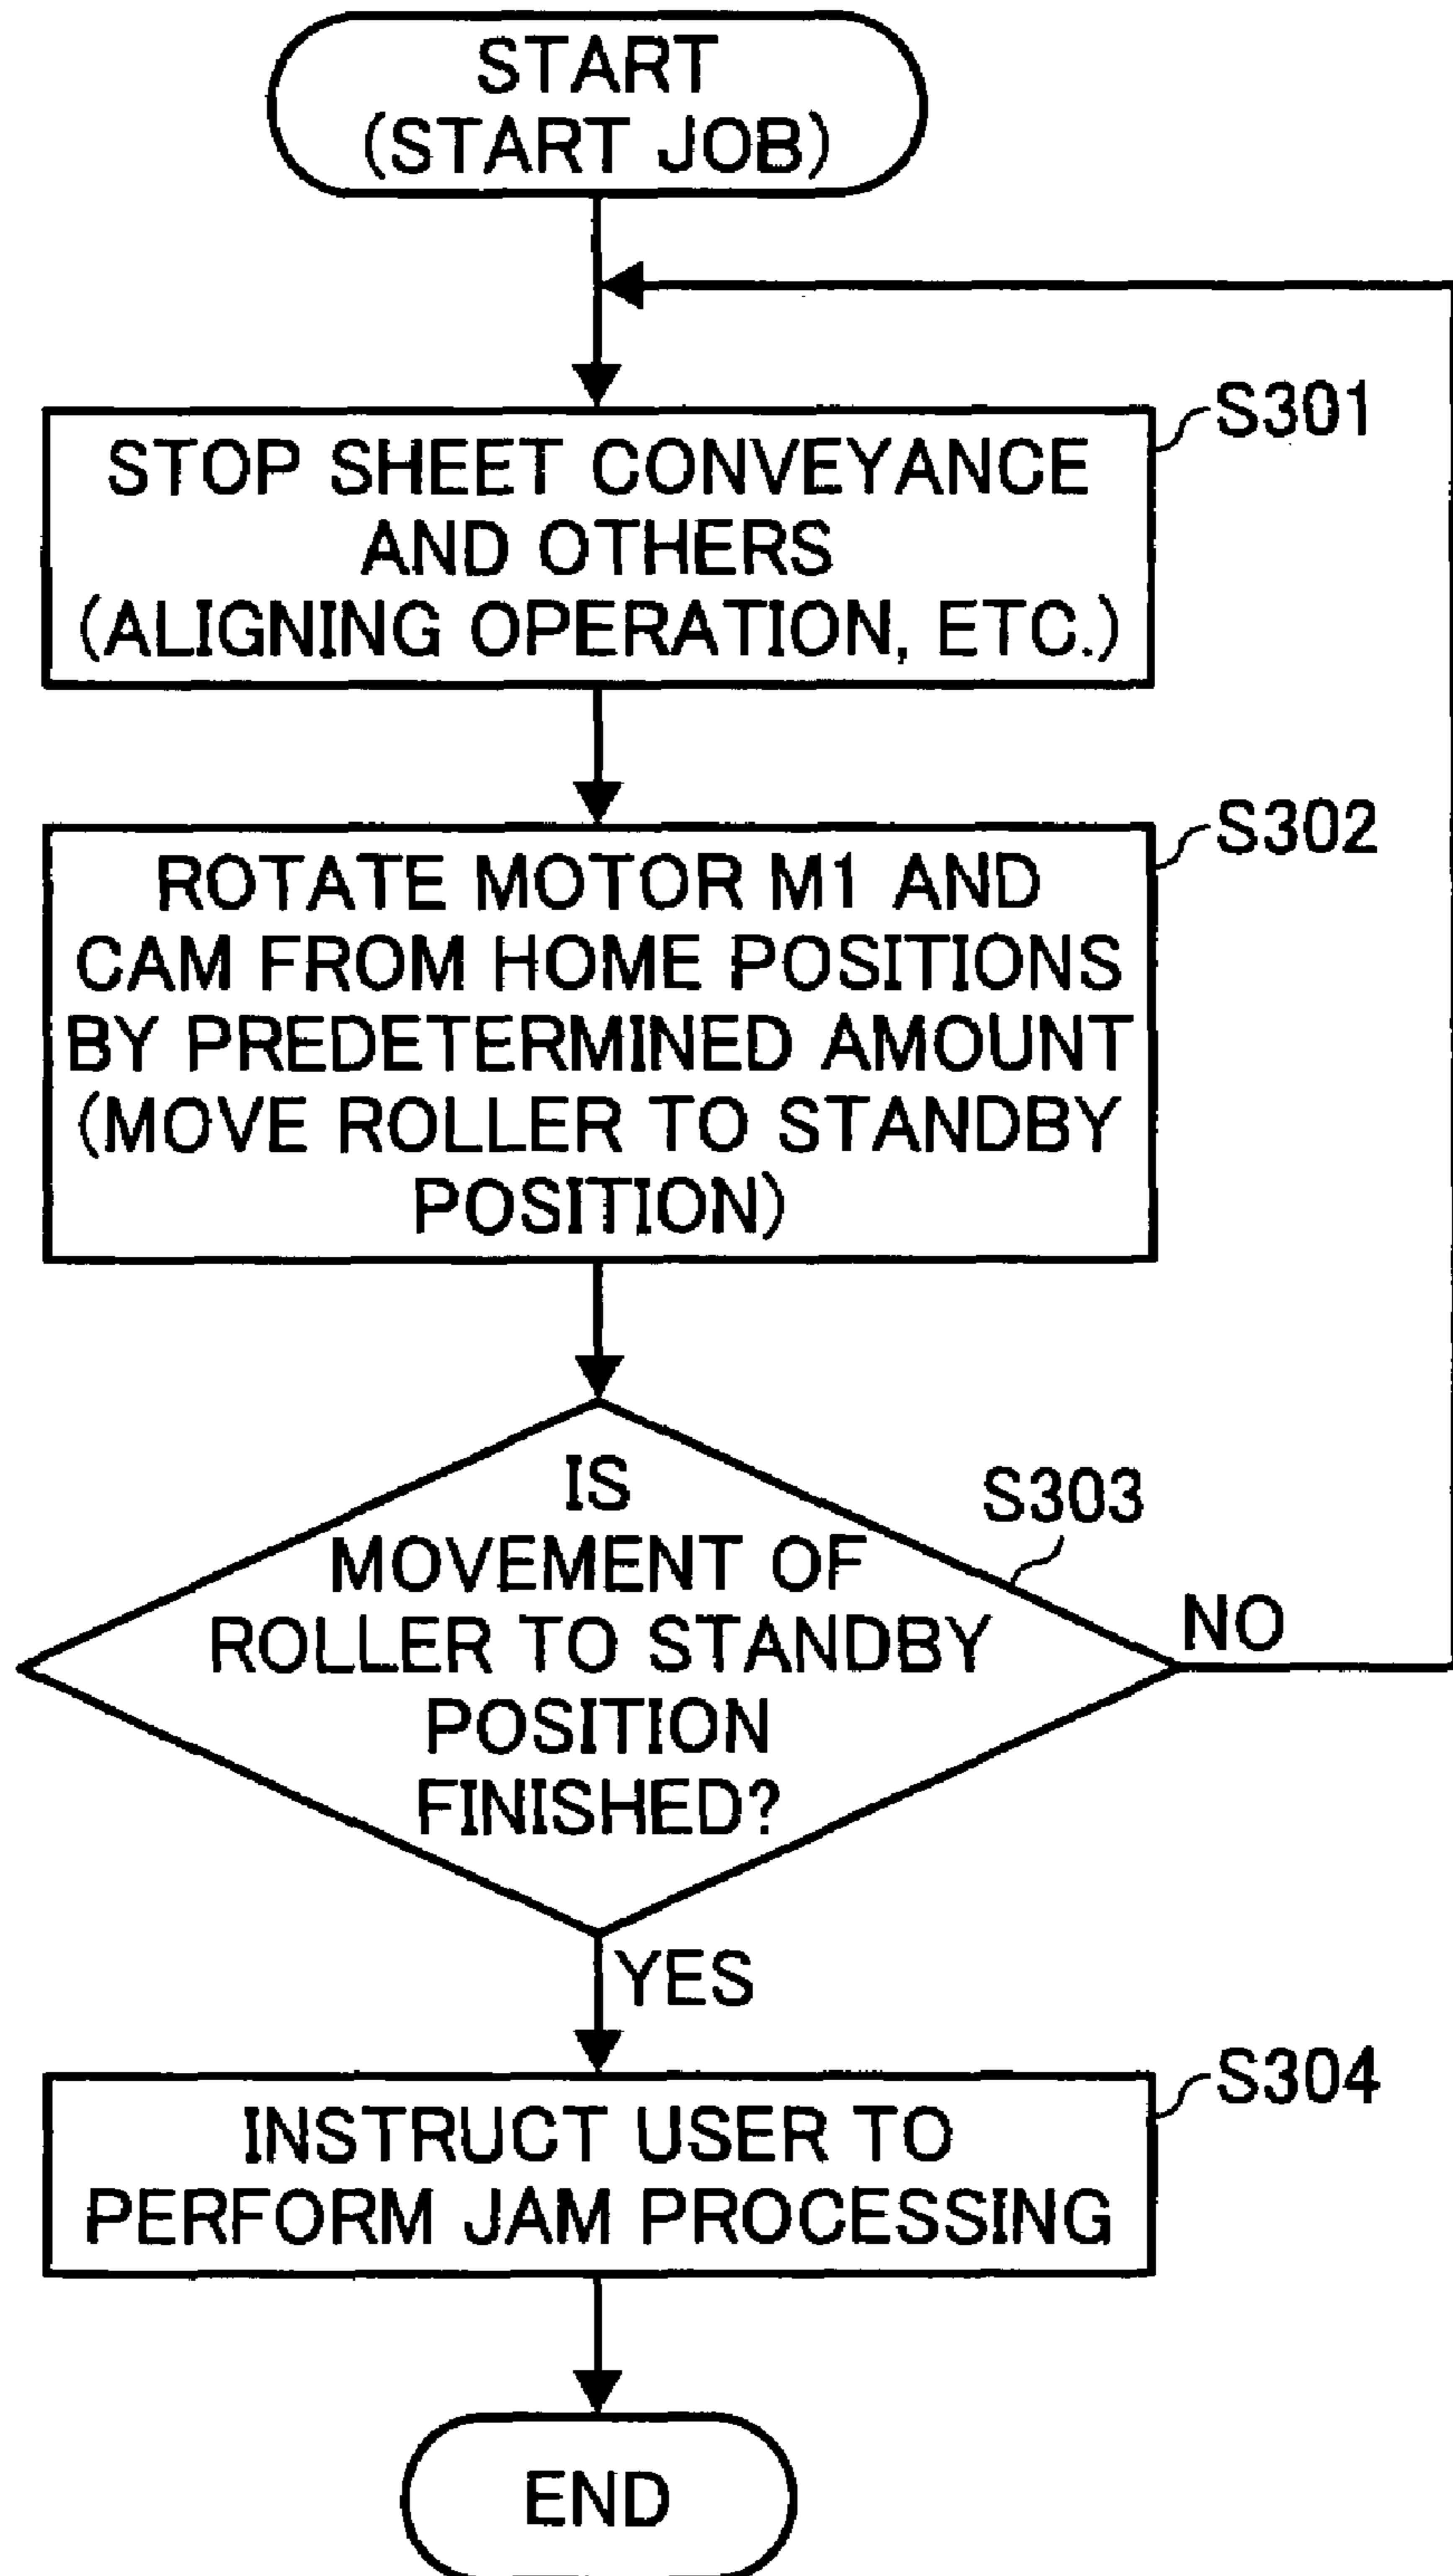 START
(START JOB)
S301
STOP SHEET CONVEYANCE
AND OTHERS
(ALIGNING OPERATION, ETC.)
S302
ROTATE MOTOR M1 AND
CAM FROM HOME POSITIONS
BY PREDETERMINED AMOUNT
(MOVE ROLLER TO STANDBY
POSITION)
S303
IS
MOVEMENT OF
ROLLER TO STANDBY
POSITION
FINISHED?
NO
YES
S304
INSTRUCT USER TO
PERFORM JAM PROCESSING
END